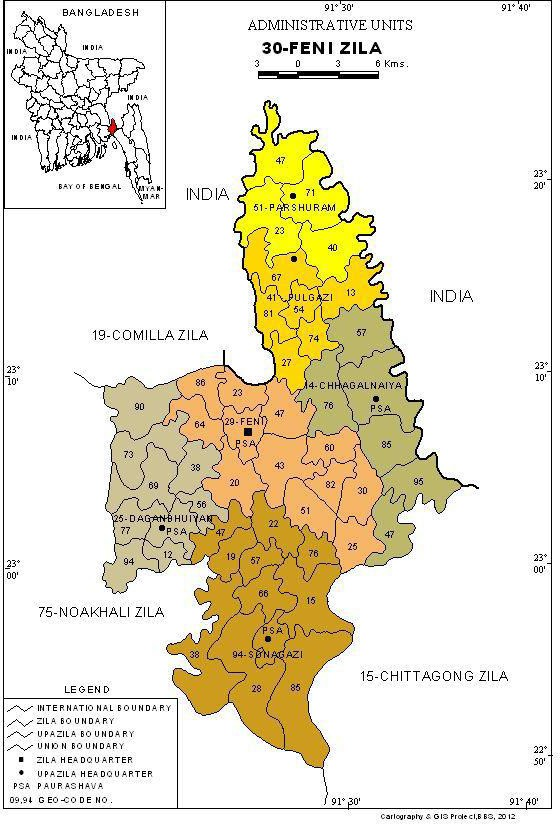 91° 30'
91° 40'
ADMINISTRATIVE UNITS
30-FENI ZILA
3 0 3 6 Kms.
BANGLADESH
INDIA
INDIA
INDIA
INDIA
BAY OF BENGAL
MYAN-
MAR
23°
20'
47
INDIA
71
51-PARSHURAM
23
40
67
13
INDIA
41
FULGAZI
54
81
57
19-COMILLA ZILA
74
27
23°
10'
23°
10'
86
14-CHHAGALNAIYA
23
90
76
PSA
47
64
29-FENI
PSA
60
85
73
38
43
69
20
82
30
95
56
51
25-DAGANBHUIYAN
22
77
PSA
47
47
25
12
19
76
94
57
23°
00'
23°
00'
66
15
75-NOAKHALI ZILA
PSA
38
94-SONAGAZI
15-CHITTAGONG ZILA
28
85
LEGEND
INTERNATIONAL BOUNDARY
ZILA BOUNDARY
UPAZILA BOUNDARY
UNION BOUNDARY
ZILA HEADQUARTER
UPAZILA HEADQUARTER
PSA PAURASHAVA
09,94 GEO-CODE NO.
22°
50'
91° 30'
91° 40'
Cartography & GIS Project,BBS, 2012